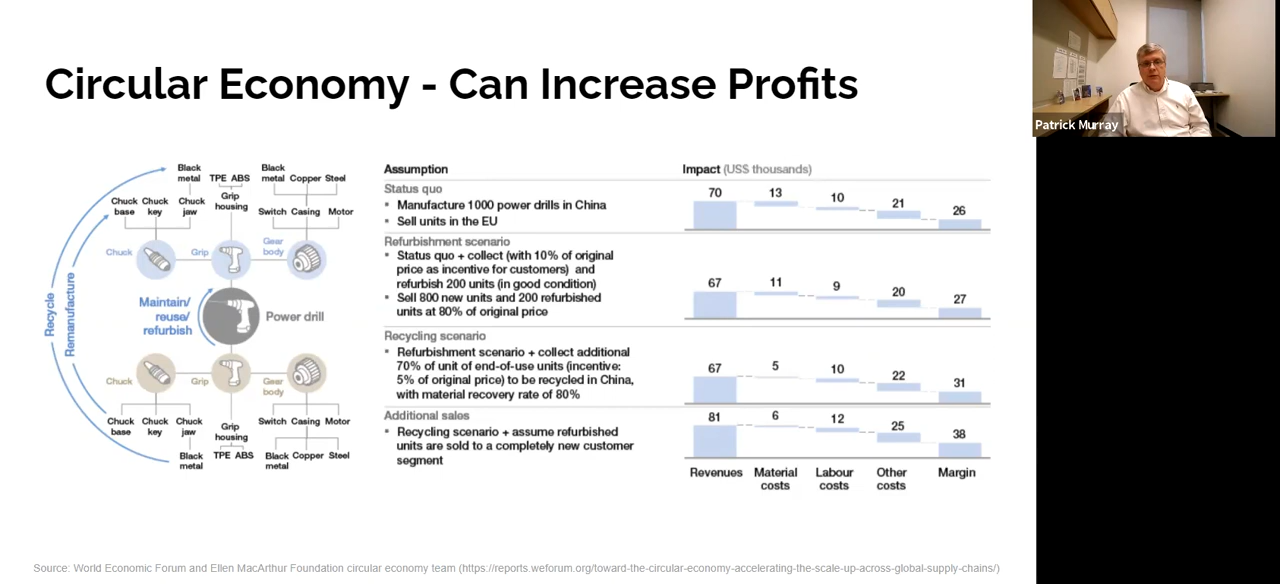 Circular Economy - Can Increase Profits
Patrick Murray
Black metal
TPE ABS
Black metal
Copper
Steel
Chuck base
Chuck key
Chuck jaw
Grip housing
Switch
Casing
Motor
Chuck
Grip
Gear body
Recycle
Remanufacture
Maintain/
reuse/
refurbish
Power drill
Chuck
Grip
Gear body
Chuck base
Chuck key
Chuck jaw
Grip housing
Switch
Casing
Motor
Black metal
TPE ABS
Black metal
Copper
Steel
Assumption
Impact (US$ thousands)
Status quo
▪ Manufacture 1000 power drills in China
▪ Sell units in the EU
70 13 10 21 26
Refurbishment scenario
▪ Status quo + collect (with 10% of original
price as incentive for customers) and
refurbish 200 units (in good condition)
▪ Sell 800 new units and 200 refurbished
units at 80% of original price
67 11 9 20 27
Recycling scenario
▪ Refurbishment scenario + collect additional
70% of unit of end-of-use units (incentive:
5% of original price) to be recycled in China,
with material recovery rate of 80%
67 5 10 22 31
Additional sales
▪ Recycling scenario + assume refurbished
units are sold to a completely new customer
segment
81 6 12 25 38
Revenues
Material costs
Labour costs
Other costs
Margin
Source: World Economic Forum and Ellen MacArthur Foundation circular economy team (https://reports.weforum.org/toward-the-circular-economy-accelerating-the-scale-up-across-global-supply-chains/)